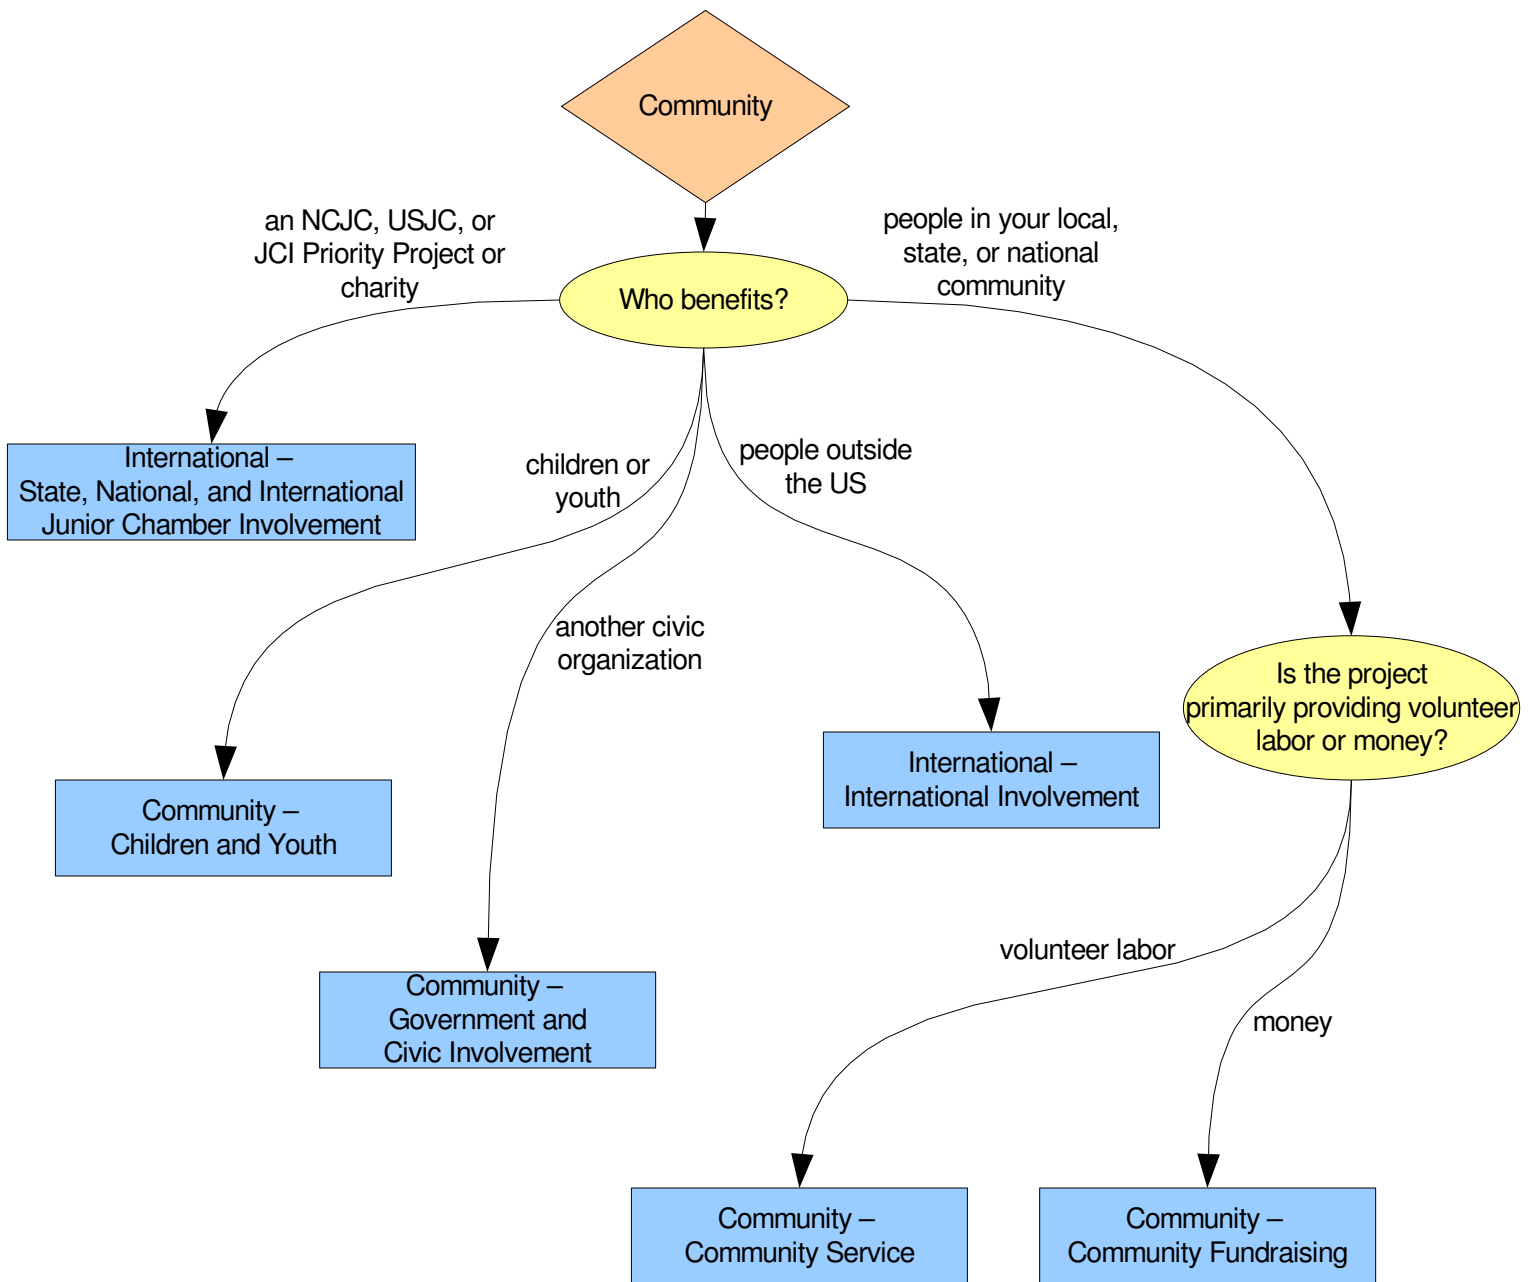 Community
an NCJC, USJC, or
JCI Priority Project or
charity
people in your local,
state, or national
community
Who benefits?
International –
State, National, and International
Junior Chamber Involvement
children or
youth
people outside
the US
another civic
organization
Is the project
primarily providing volunteer
labor or money?
International –
International Involvement
Community –
Children and Youth
volunteer labor
Community –
Government and
Civic Involvement
money
Community –
Community Service
Community –
Community Fundraising